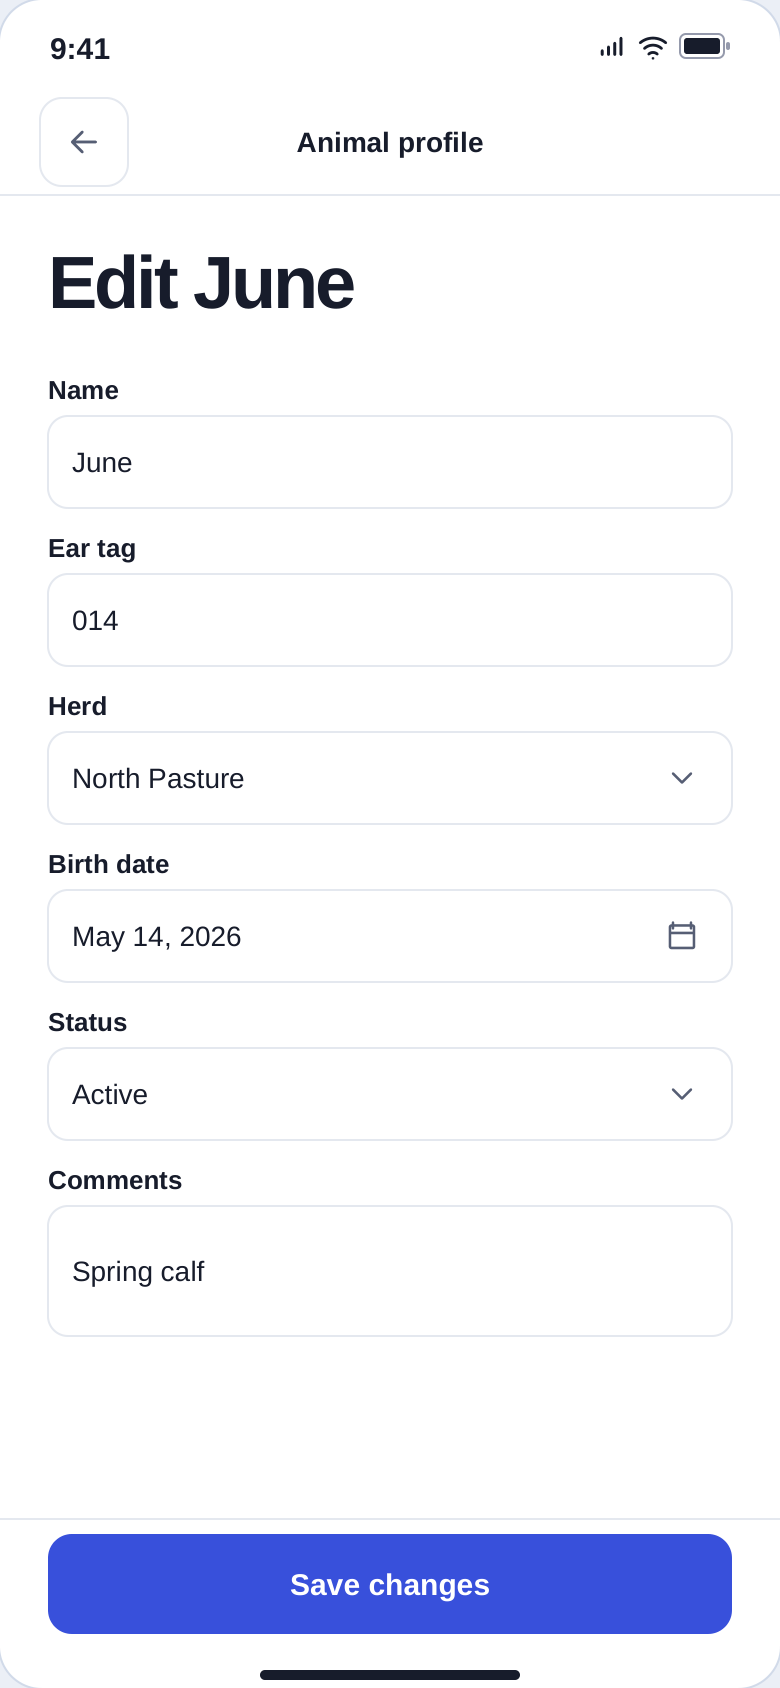 9:41
Animal profile
Edit June
Name
June
Ear tag
014
Herd
North Pasture
Birth date
May 14, 2026
Status
Active
Comments
Spring calf
Save changes